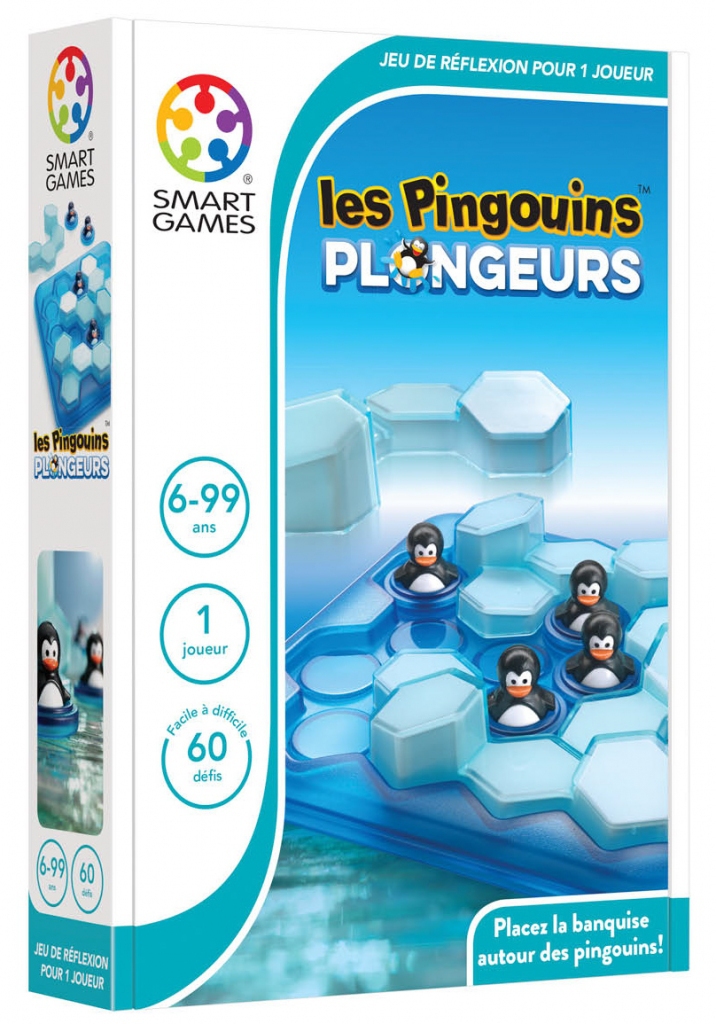 SMART
GAMES
®
les Pingouins
PLONGEURS
TM
6-99
ans
60
défis
JEU DE RÉFLEXION
POUR 1 JOUEUR
JEU DE RÉFLEXION POUR 1 JOUEUR
SMART
GAMES
®
les Pingouins™
PLONGEURS
6-99
ans
1
joueur
Facile à difficile
60
défis
Placez la banquise
autour des pingouins!